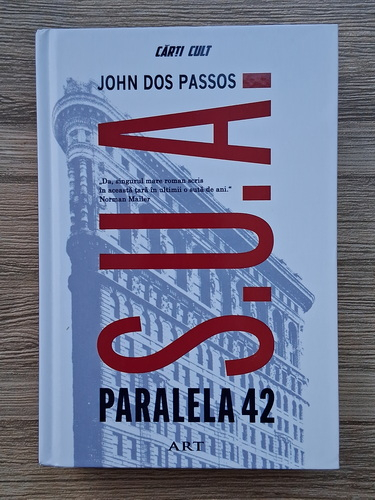 CĂRȚI CULT
JOHN DOS PASSOS
„Da, singurul mare roman scris
în această țară în ultimii o sută de ani.”
Norman Mailer
S.U.A.
PARALELA 42
ART